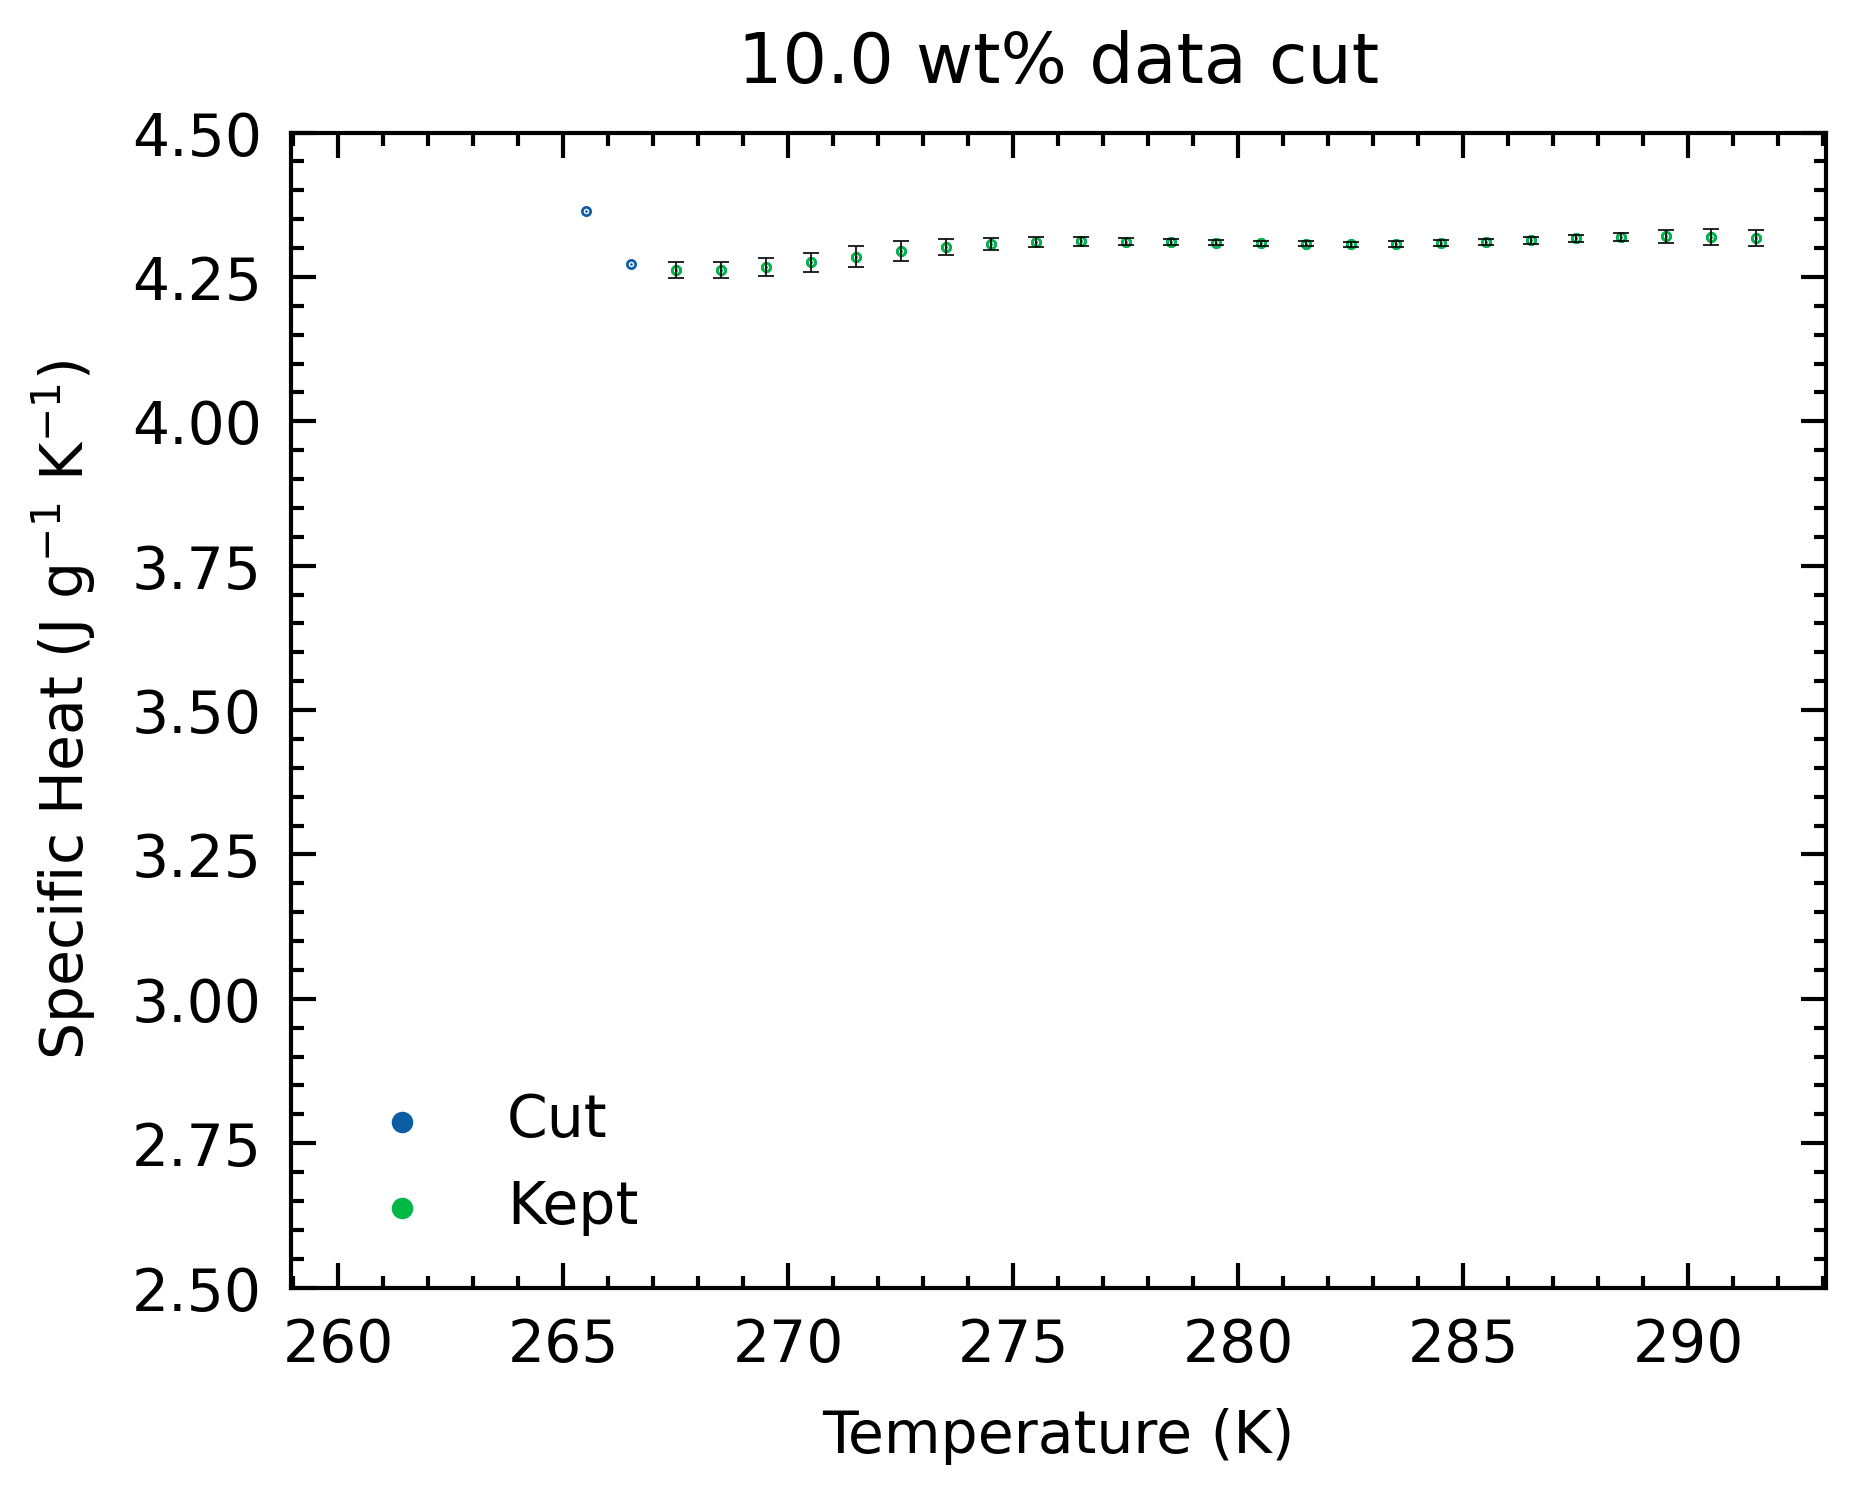 10.0 wt% data cut
4.50
4.25
4.00
3.75
3.50
3.25
3.00
2.75
2.50
Specific Heat (J g⁻¹ K⁻¹)
Cut
Kept
260 265 270 275 280 285 290
Temperature (K)